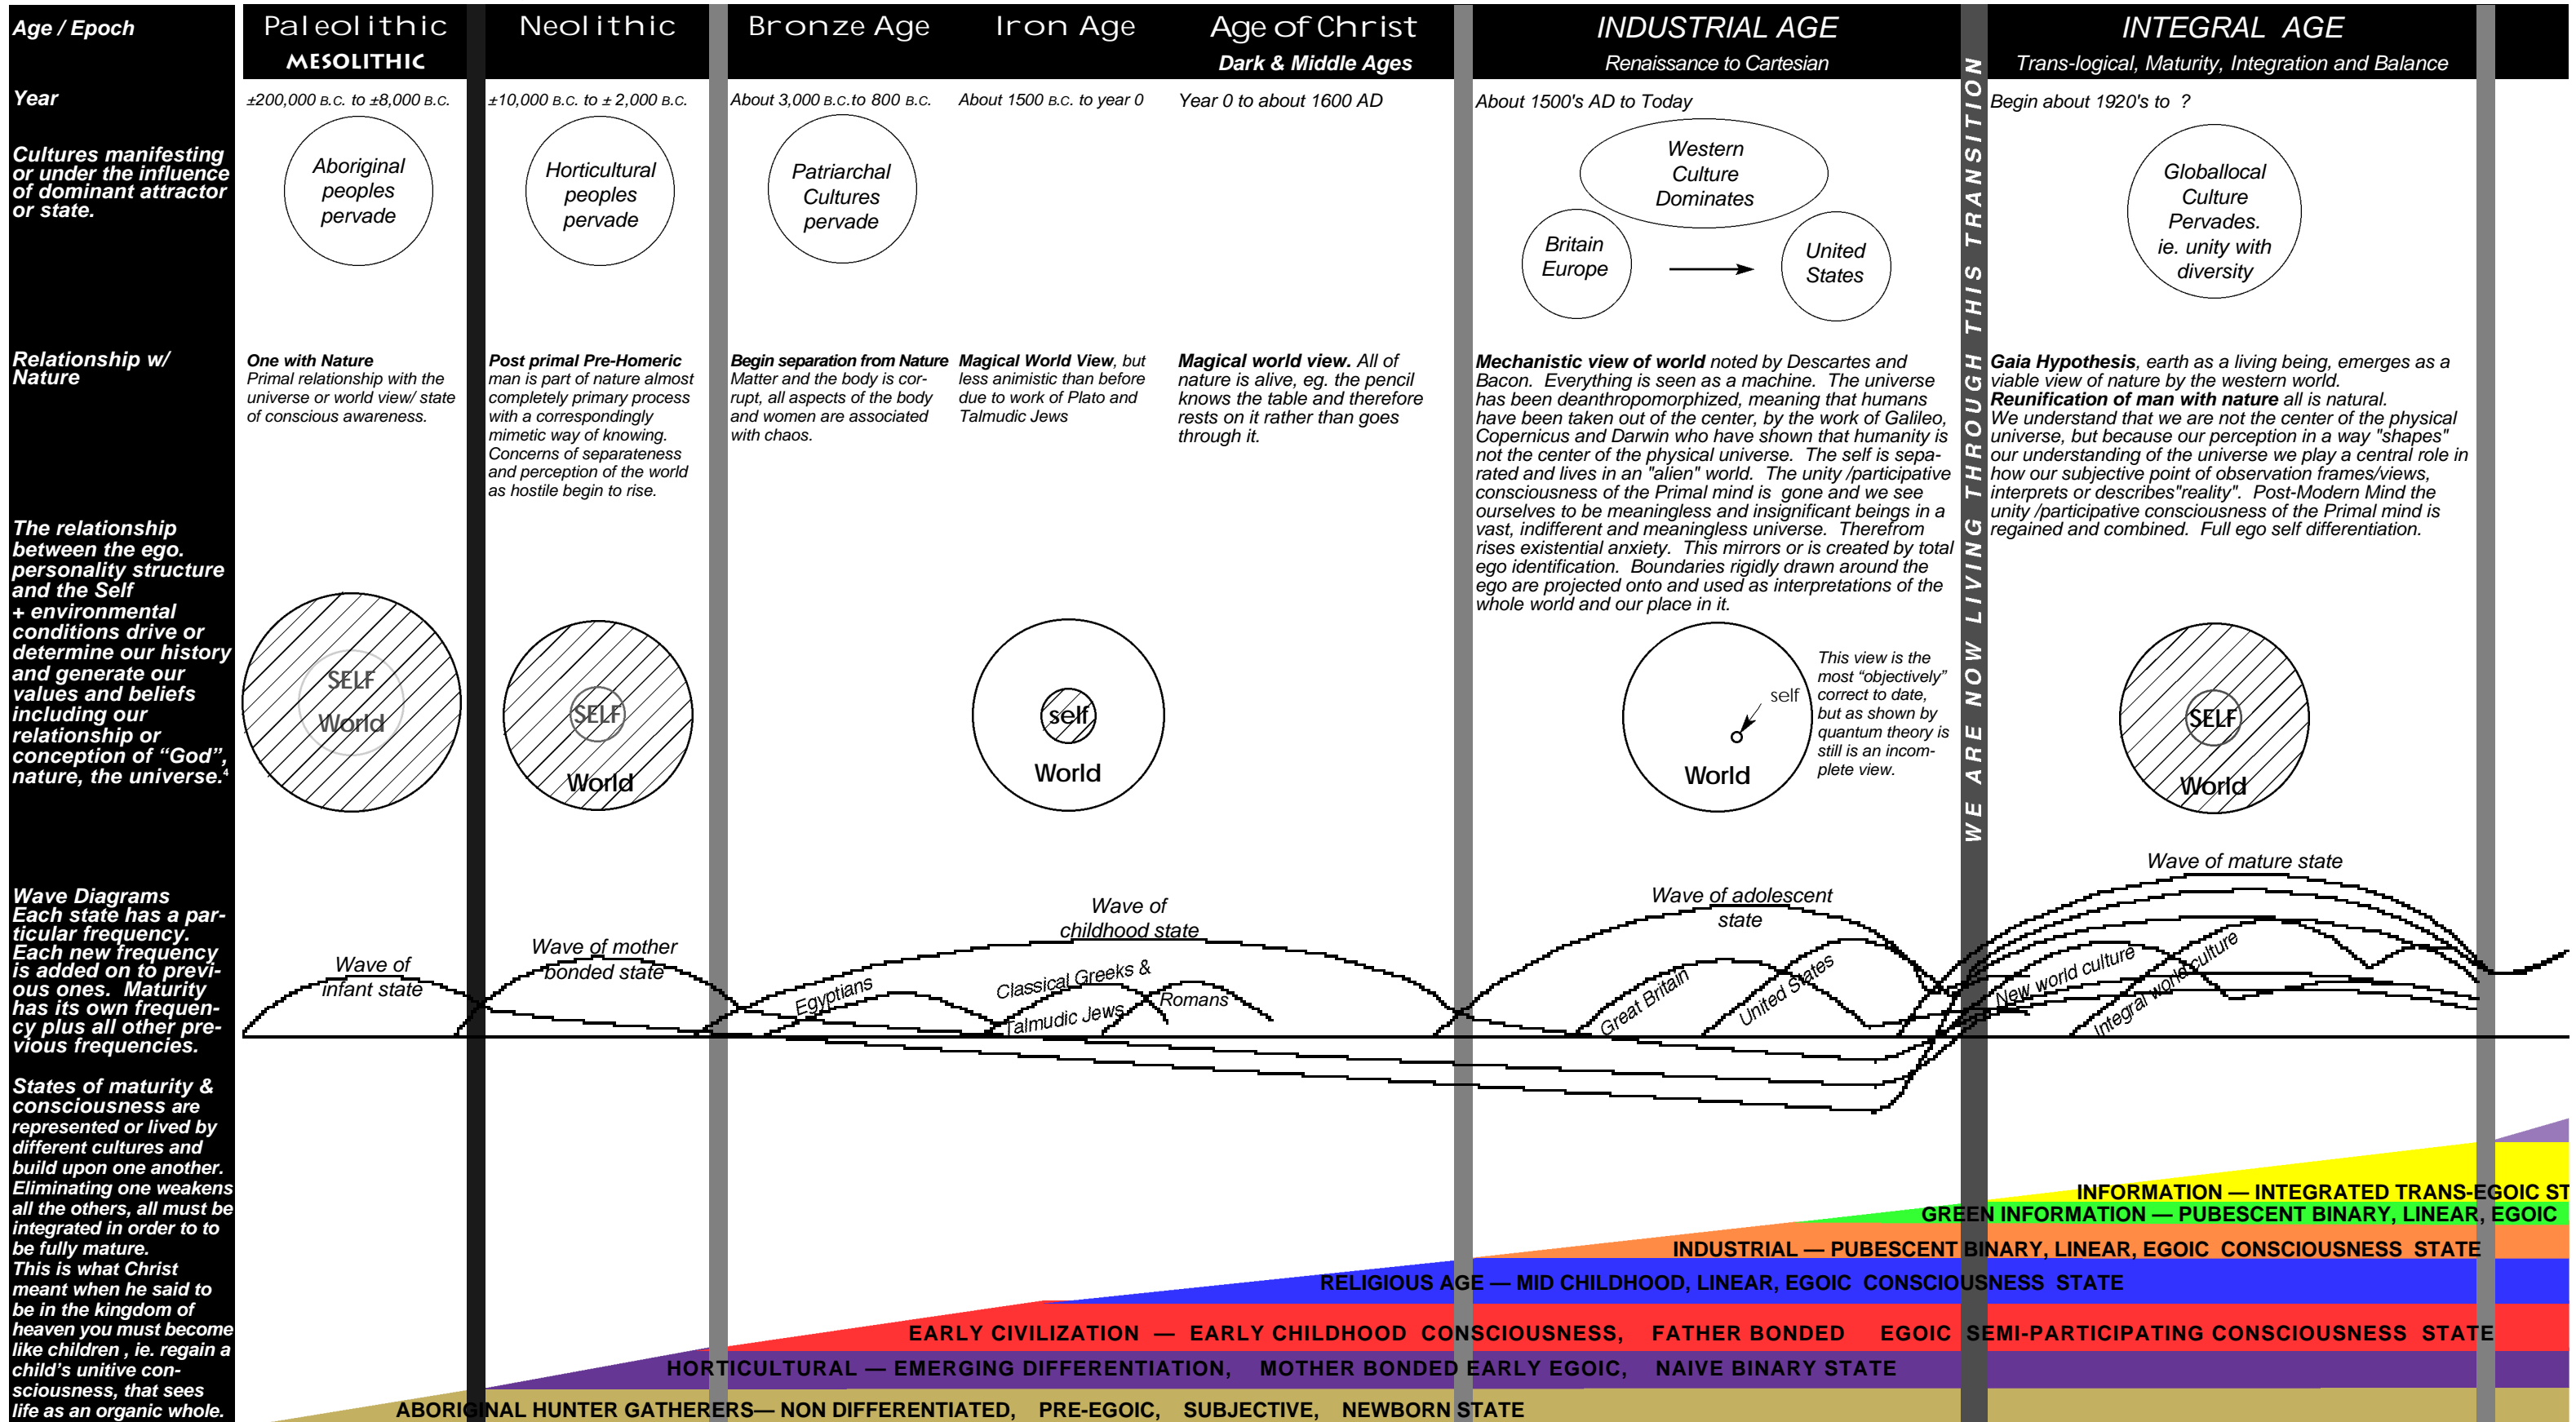 Age / Epoch
Paleolithic
MESOLITHIC
Neolithic
Bronze Age
Iron Age
Age of Christ
Dark & Middle Ages
INDUSTRIAL AGE
Renaissance to Cartesian
INTEGRAL AGE
Trans-logical, Maturity, Integration and Balance
Year
±200,000 B.C. to ±8,000 B.C.
±10,000 B.C. to ± 2,000 B.C.
About 3,000 B.C.to 800 B.C.
About 1500 B.C. to year 0
Year 0 to about 1600 AD
About 1500's AD to Today
Begin about 1920's to ?
WE ARE NOW LIVING THROUGH THIS TRANSITION
Cultures manifesting
or under the influence
of dominant attractor
or state.
Aboriginal
peoples
pervade
Horticultural
peoples
pervade
Patriarchal
Cultures
pervade
Western
Culture
Dominates
Britain
Europe
United
States
Globallocal
Culture
Pervades.
ie. unity with
diversity
Relationship w/
Nature
One with Nature
Primal relationship with the
universe or world view/ state
of conscious awareness.
Post primal Pre-Homeric
man is part of nature almost
completely primary process
with a correspondingly
mimetic way of knowing.
Concerns of separateness
and perception of the world
as hostile begin to rise.
Begin separation from Nature
Matter and the body is cor-
rupt, all aspects of the body
and women are associated
with chaos.
Magical World View, but
less animistic than before
due to work of Plato and
Talmudic Jews
Magical world view. All of
nature is alive, eg. the pencil
knows the table and therefore
rests on it rather than goes
through it.
Mechanistic view of world noted by Descartes and
Bacon. Everything is seen as a machine. The universe
has been deanthropomorphized, meaning that humans
have been taken out of the center, by the work of Galileo,
Copernicus and Darwin who have shown that humanity is
not the center of the physical universe. The self is sepa-
rated and lives in an "alien" world. The unity /participative
consciousness of the Primal mind is gone and we see
ourselves to be meaningless and insignificant beings in a
vast, indifferent and meaningless universe. Therefrom
rises existential anxiety. This mirrors or is created by total
ego identification. Boundaries rigidly drawn around the
ego are projected onto and used as interpretations of the
whole world and our place in it.
Gaia Hypothesis, earth as a living being, emerges as a
viable view of nature by the western world.
Reunification of man with nature all is natural.
We understand that we are not the center of the physical
universe, but because our perception in a way "shapes"
our understanding of the universe we play a central role in
how our subjective point of observation frames/views,
interprets or describes"reality". Post-Modern Mind the
unity /participative consciousness of the Primal mind is
regained and combined. Full ego self differentiation.
The relationship
between the ego.
personality structure
and the Self
+ environmental
conditions drive or
determine our history
and generate our
values and beliefs
including our
relationship or
conception of “God”,
nature, the universe.4
SELF
World
SELF
World
self
World
self
World
This view is the
most “objectively”
correct to date,
but as shown by
quantum theory is
still is an incom-
plete view.
SELF
World
Wave Diagrams
Each state has a par-
ticular frequency.
Each new frequency
is added on to previ-
ous ones. Maturity
has its own frequen-
cy plus all other pre-
vious frequencies.
Wave of
infant state
Wave of mother
bonded state
Wave of
childhood state
Egyptians
Classical Greeks &
Talmudic Jews
Romans
Wave of adolescent
state
Great Britain
United States
Wave of mature state
New world culture
Integral world culture
States of maturity &
consciousness are
represented or lived by
different cultures and
build upon one another.
Eliminating one weakens
all the others, all must be
integrated in order to to
be fully mature.
This is what Christ
meant when he said to
be in the kingdom of
heaven you must become
like children , ie. regain a
child’s unitive con-
sciousness, that sees
life as an organic whole.
INFORMATION — INTEGRATED TRANS-EGOIC ST
GREEN INFORMATION — PUBESCENT BINARY, LINEAR, EGOIC
INDUSTRIAL — PUBESCENT BINARY, LINEAR, EGOIC CONSCIOUSNESS STATE
RELIGIOUS AGE — MID CHILDHOOD, LINEAR, EGOIC CONSCIOUSNESS STATE
EARLY CIVILIZATION — EARLY CHILDHOOD CONSCIOUSNESS, FATHER BONDED EGOIC SEMI-PARTICIPATING CONSCIOUSNESS STATE
HORTICULTURAL — EMERGING DIFFERENTIATION, MOTHER BONDED EARLY EGOIC, NAIVE BINARY STATE
ABORIGINAL HUNTER GATHERERS— NON DIFFERENTIATED, PRE-EGOIC, SUBJECTIVE, NEWBORN STATE